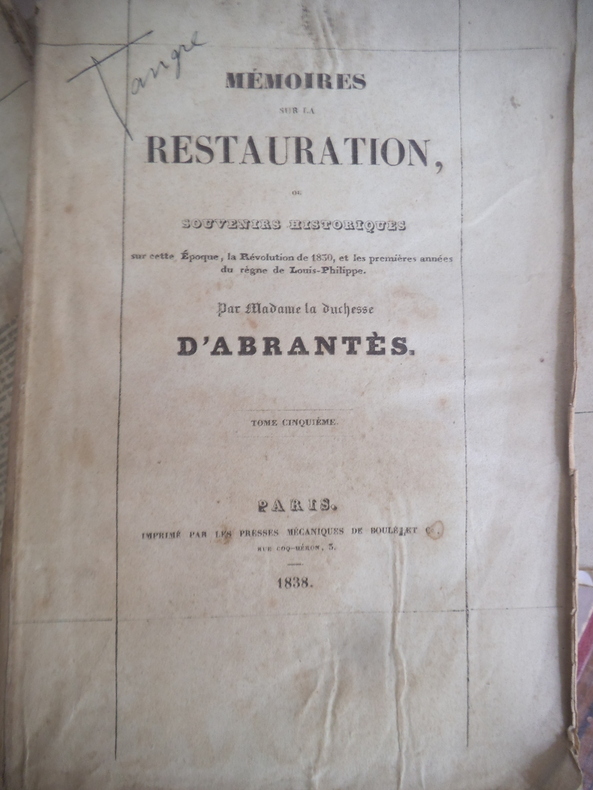 Tangre
MÉMOIRES
SUR LA
RESTAURATION,
OU
SOUVENIRS HISTORIQUES
sur cette Époque, la Révolution de 1830, et les premières années
du règne de Louis-Philippe.
Par Madame la duchesse
D'ABRANTÈS.
TOME CINQUIÈME.
PARIS.
IMPRIMÉ PAR LES PRESSES MÉCANIQUES DE BOULÉ ET
RUE COQ-HÉRON, 3.
1838.